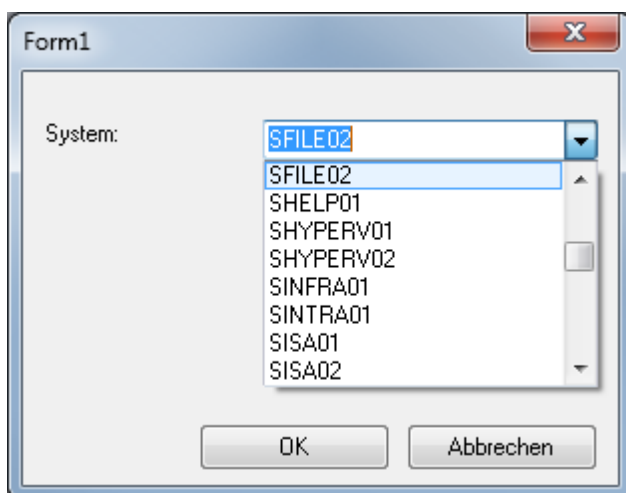 Form1
System:
SFILE02
SFILE02
SHELP01
SHYPERV01
SHYPERV02
SINFRA01
SINTRA01
SISA01
SISA02
OK
Abbrechen